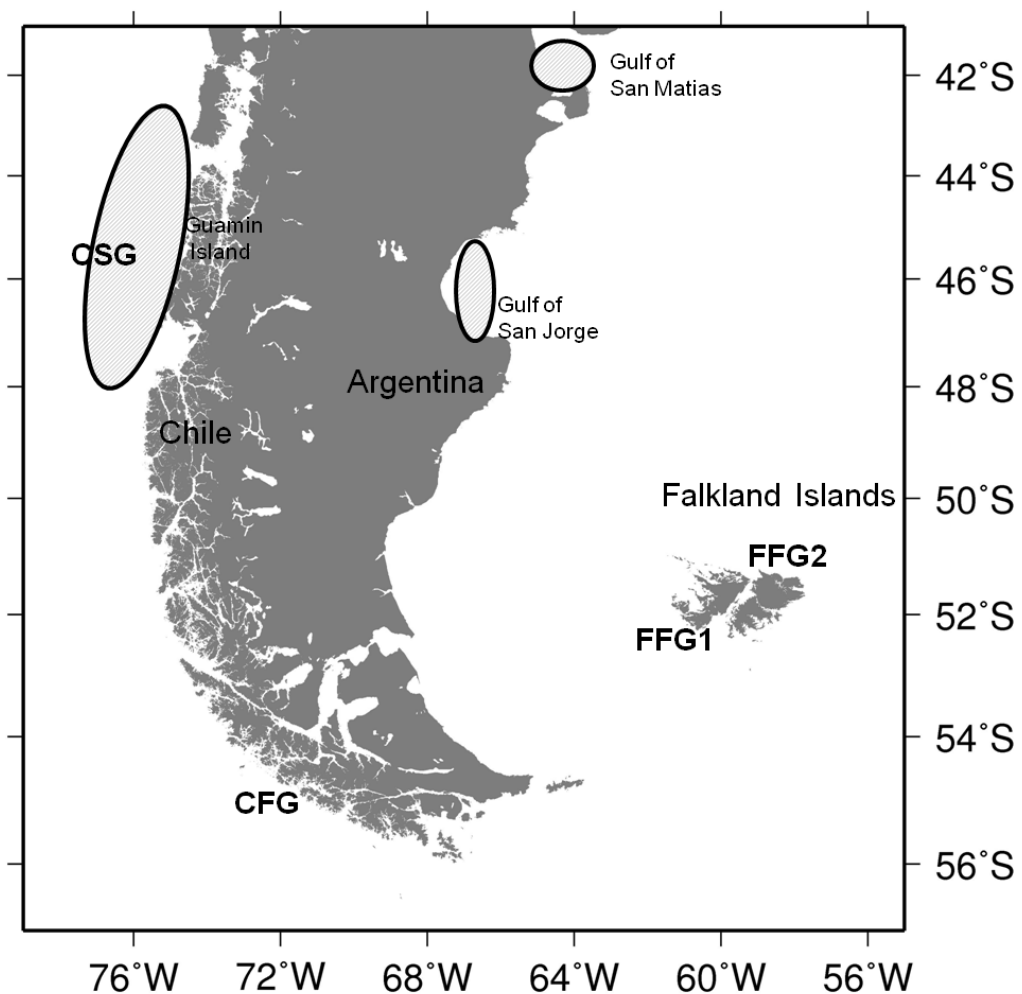 Gulf of
San Matias
42°S
44°S
Guamin
Island
CSG
46°S
Gulf of
San Jorge
Argentina
48°S
Chile
Falkland Islands
50°S
FFG2
52°S
FFG1
54°S
CFG
56°S
76°W 72°W 68°W 64°W 60°W 56°W